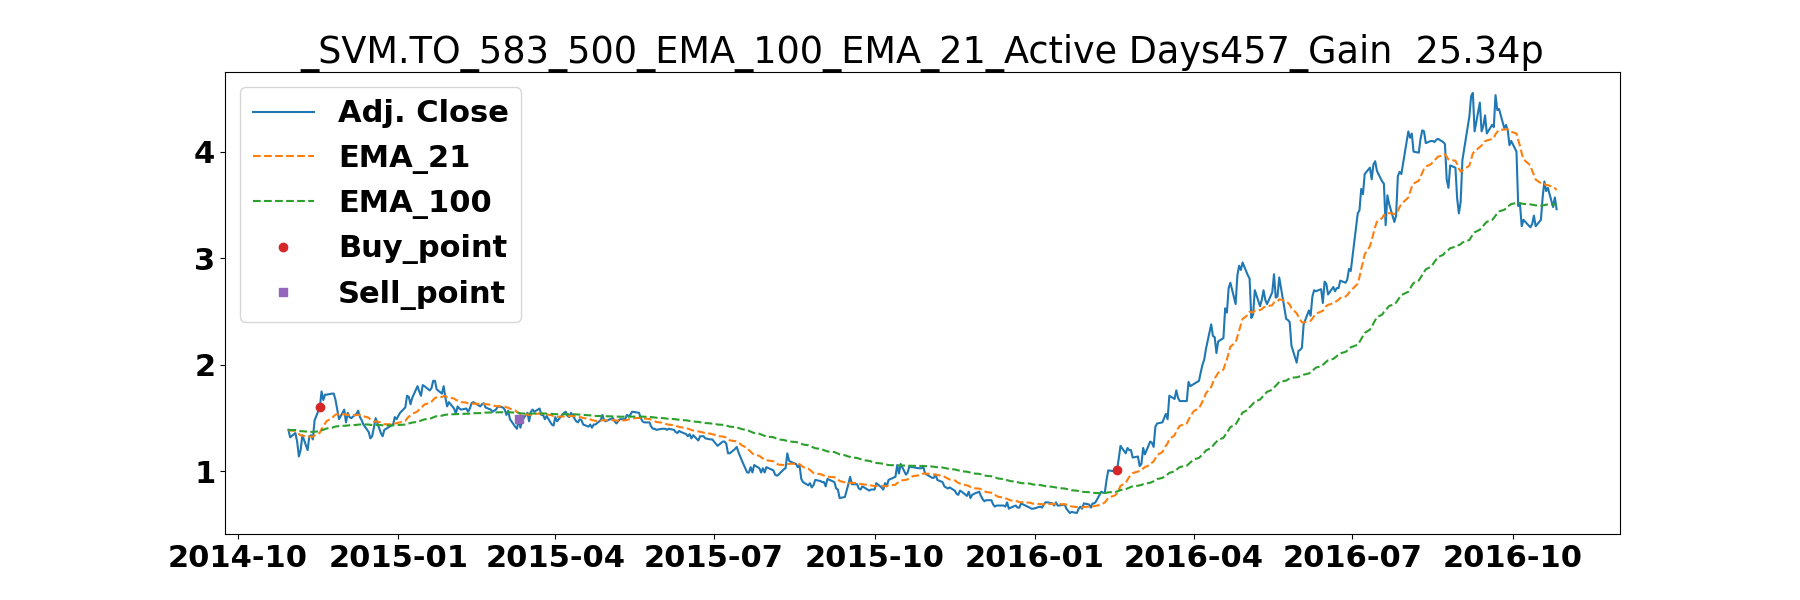 _SVM.TO_583_500_EMA_100_EMA_21_Active Days457_Gain  25.34p
Adj. Close
EMA_21
EMA_100
Buy_point
Sell_point
4
3
2
1
2014-10 2015-01 2015-04 2015-07 2015-10 2016-01 2016-04 2016-07 2016-10